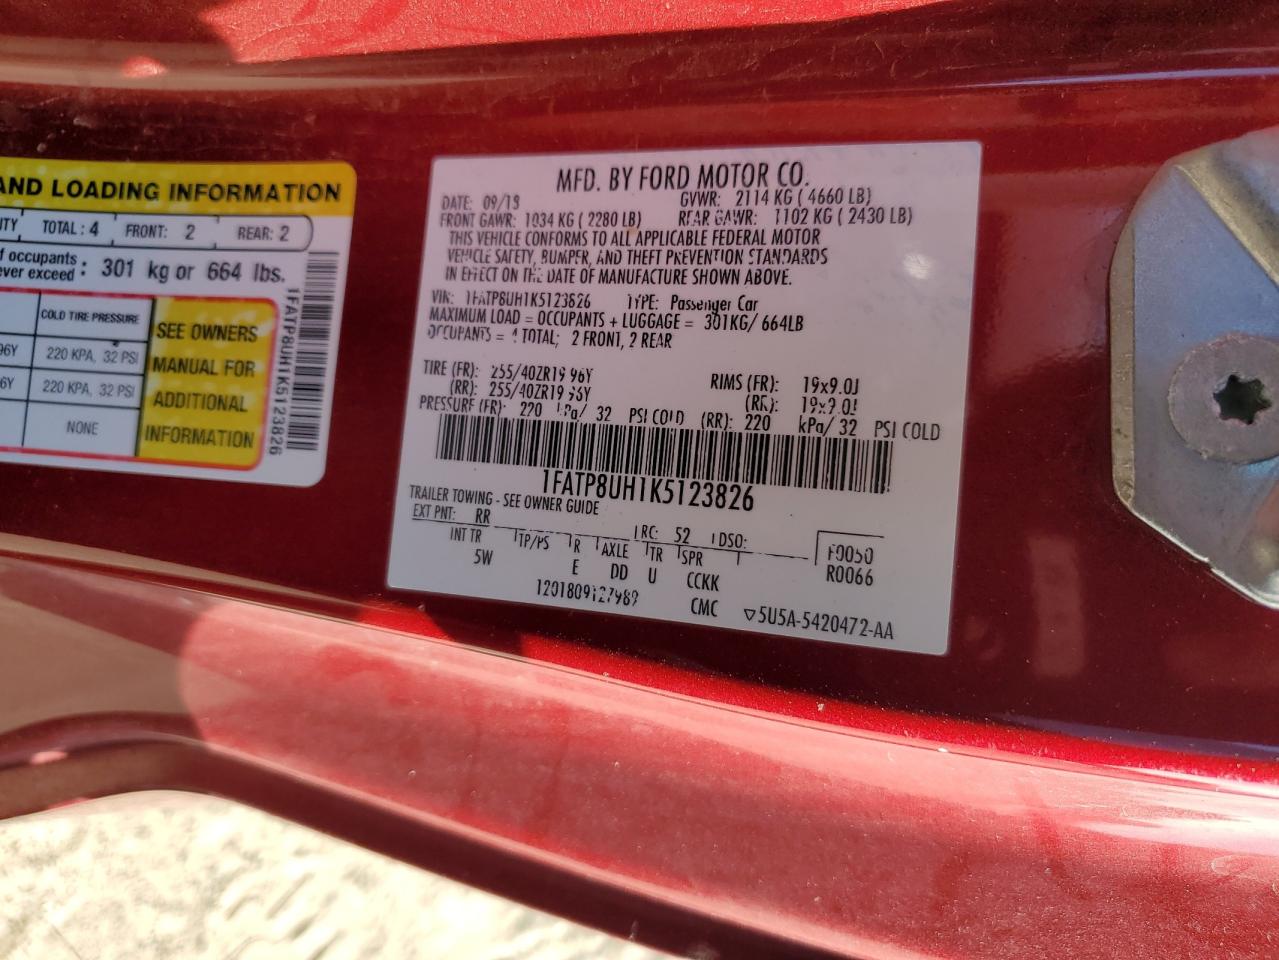 AND LOADING INFORMATION
TOTAL: 4 FRONT: 2 REAR: 2
occupants
ever exceed : 301 kg or 664 lbs.
COLD TIRE PRESSURE
96Y 220 KPA, 32 PSI
6Y 220 KPA, 32 PSI
NONE
SEE OWNERS
MANUAL FOR
ADDITIONAL
INFORMATION
1FATP8UH1K5123826
MFD. BY FORD MOTOR CO.
DATE: 09/18 GVWR: 2114 KG ( 4660 LB)
FRONT GAWR: 1034 KG ( 2280 LB) REAR GAWR: 1102 KG ( 2430 LB)
THIS VEHICLE CONFORMS TO ALL APPLICABLE FEDERAL MOTOR
VEHICLE SAFETY, BUMPER, AND THEFT PREVENTION STANDARDS
IN EFFECT ON THE DATE OF MANUFACTURE SHOWN ABOVE.
VIN: 1FATP8UH1K5123826 TYPE: Passenger Car
MAXIMUM LOAD = OCCUPANTS + LUGGAGE = 301KG/ 664LB
OCCUPANTS = 4 TOTAL; 2 FRONT, 2 REAR
TIRE (FR): 255/40ZR19 96Y RIMS (FR): 19x9.0J
(RR): 255/40ZR19 96Y (RR): 19x9.0J
PRESSURE (FR): 220 kPa/ 32 PSI COLD (RR): 220 kPa/ 32 PSI COLD
1FATP8UH1K5123826
TRAILER TOWING - SEE OWNER GUIDE
EXT PNT: RR RC: 52 DSO: F0050
INT TR TP/PS R AXLE TR SPR R0066
5W E DD U CCKK
1201809127989 CMC ▽5U5A-5420472-AA